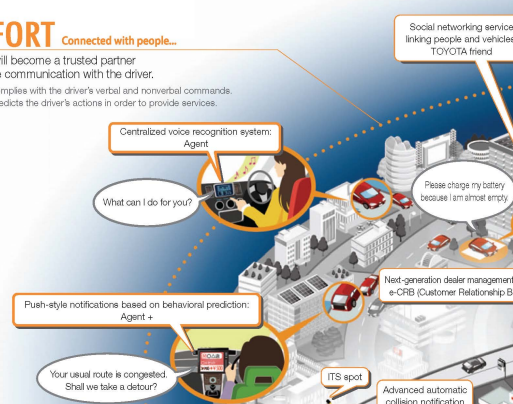 FORT Connected with people...
ill become a trusted partner
e communication with the driver.
mplies with the driver's verbal and nonverbal commands.
edicts the driver's actions in order to provide services.
Social networking service
linking people and vehicles
TOYOTA friend
Centralized voice recognition system:
Agent
What can I do for you?
Please charge my battery
because I am almost empty.
Next-generation dealer management
e-CRB (Customer Relationship B
Push-style notifications based on behavioral prediction:
Agent +
Your usual route is congested.
Shall we take a detour?
ITS spot
Advanced automatic
collision notification